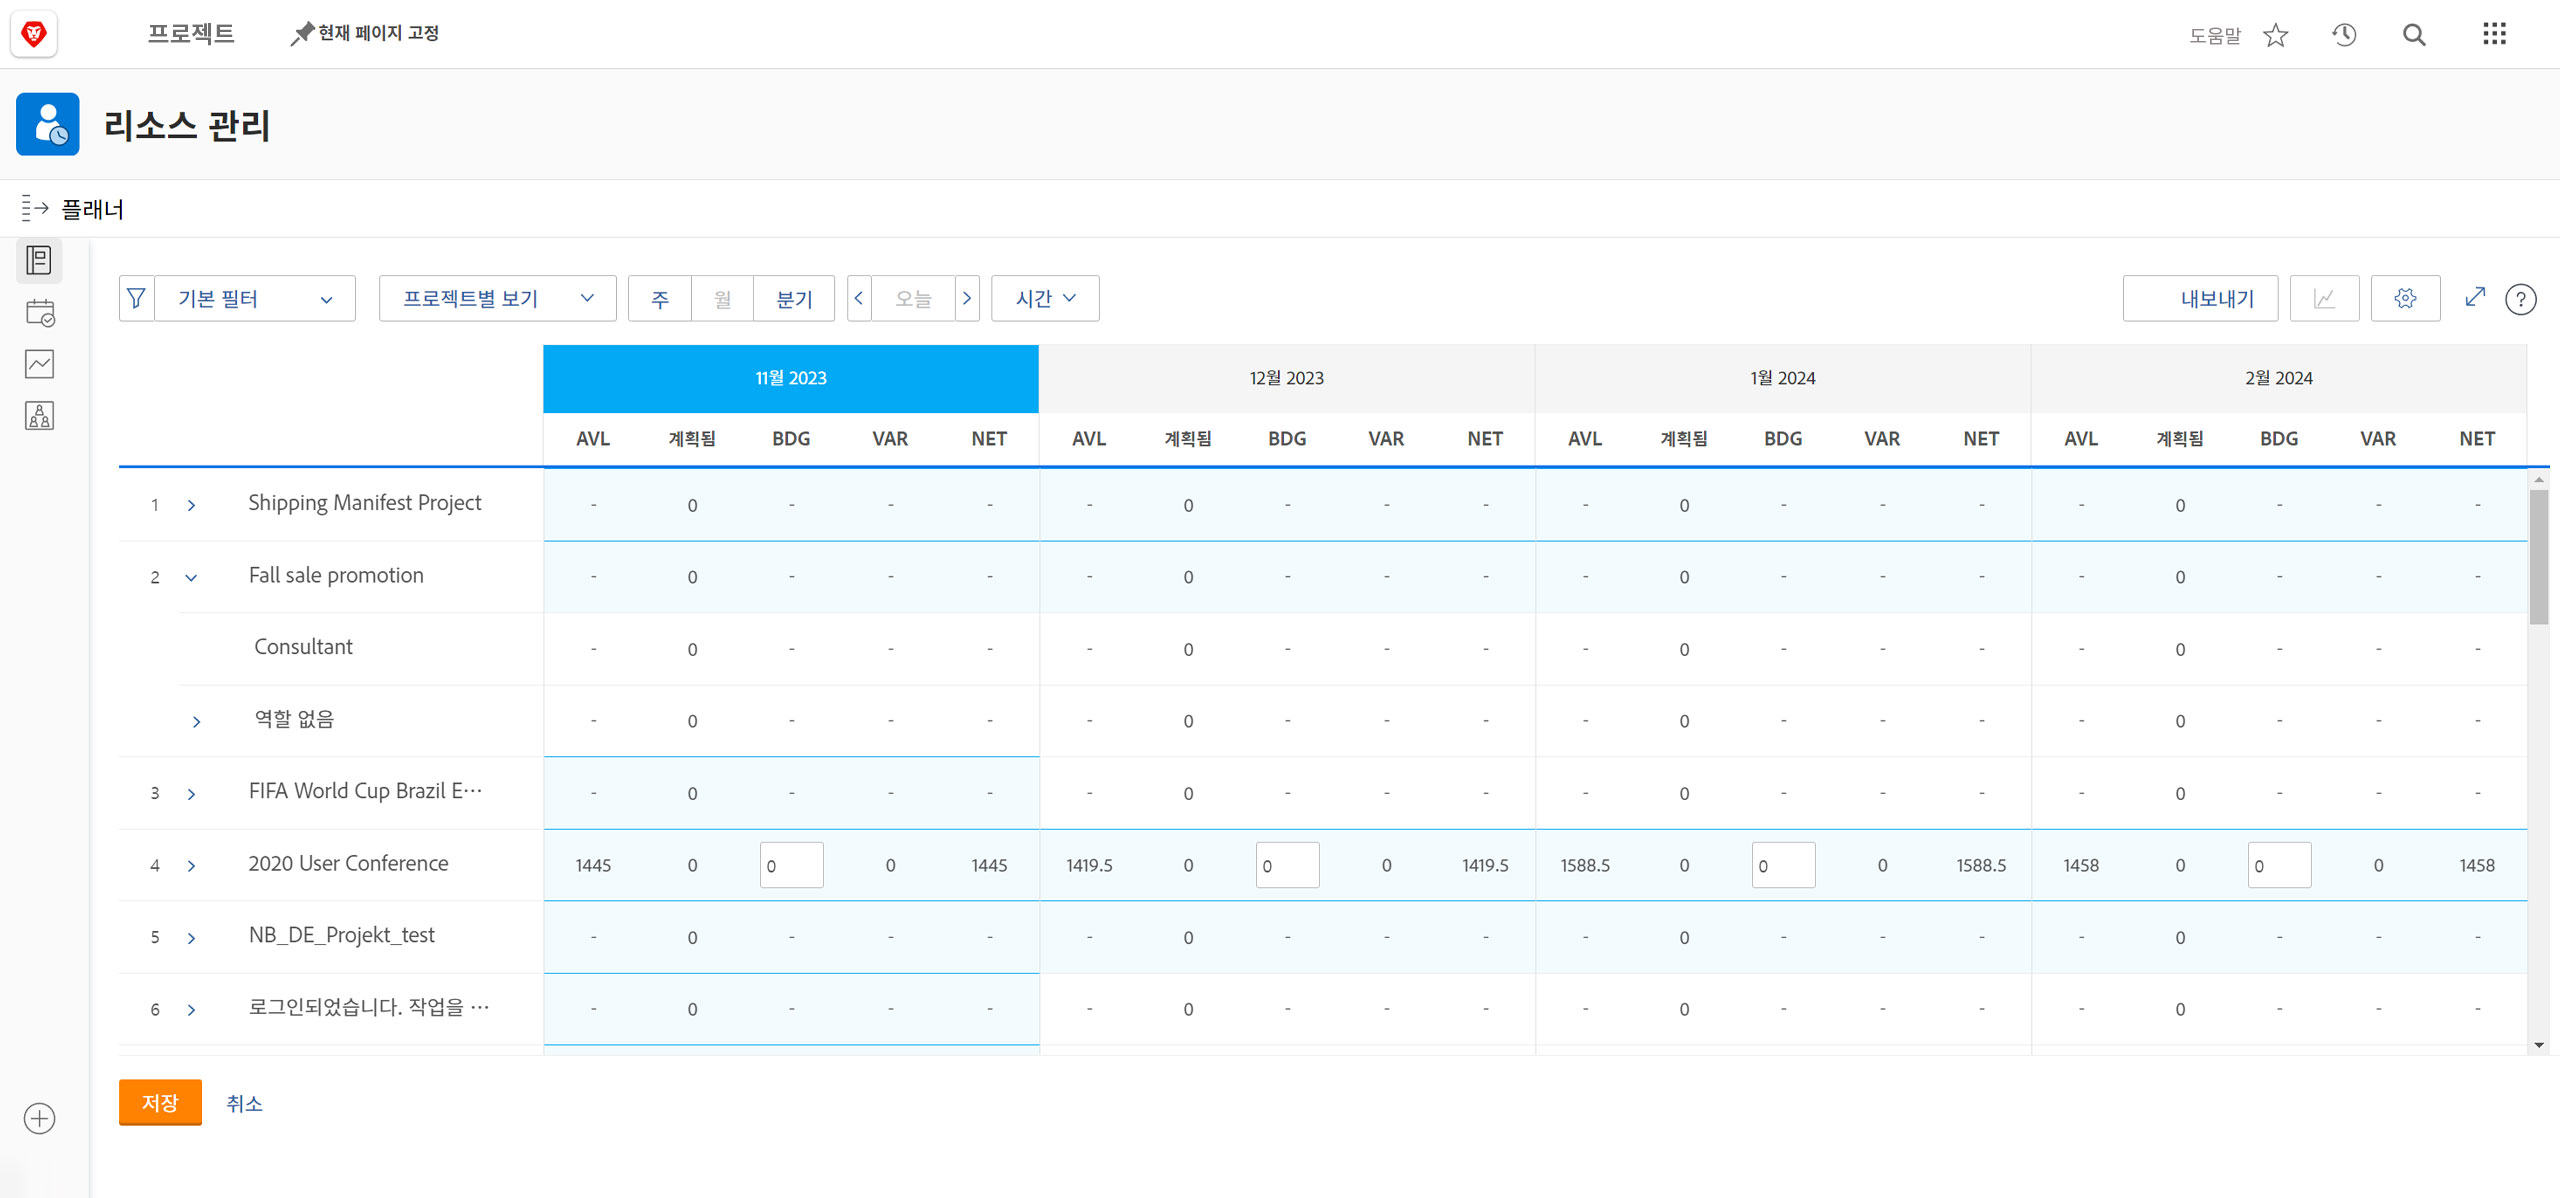 프로젝트 현재 페이지 고정 도움말
리소스 관리
플래너
기본 필터 프로젝트별 보기 주 월 분기 오늘 시간 내보내기 ?
11월 2023 12월 2023 1월 2024 2월 2024
AVL 계획됨 BDG VAR NET AVL 계획됨 BDG VAR NET AVL 계획됨 BDG VAR NET AVL 계획됨 BDG VAR NET
1 Shipping Manifest Project - 0 - - - - 0 - - - - 0 - - - - 0 - - -
2 Fall sale promotion - 0 - - - - 0 - - - - 0 - - - - 0 - - -
Consultant - 0 - - - - 0 - - - - 0 - - - - 0 - - -
역할 없음 - 0 - - - - 0 - - - - 0 - - - - 0 - - -
3 FIFA World Cup Brazil E··· - 0 - - - - 0 - - - - 0 - - - - 0 - - -
4 2020 User Conference 1445 0 0 0 1445 1419.5 0 0 0 1419.5 1588.5 0 0 0 1588.5 1458 0 0 0 1458
5 NB_DE_Projekt_test - 0 - - - - 0 - - - - 0 - - - - 0 - - -
6 로그인되었습니다. 작업을 ··· - 0 - - - - 0 - - - - 0 - - - - 0 - - -
저장 취소